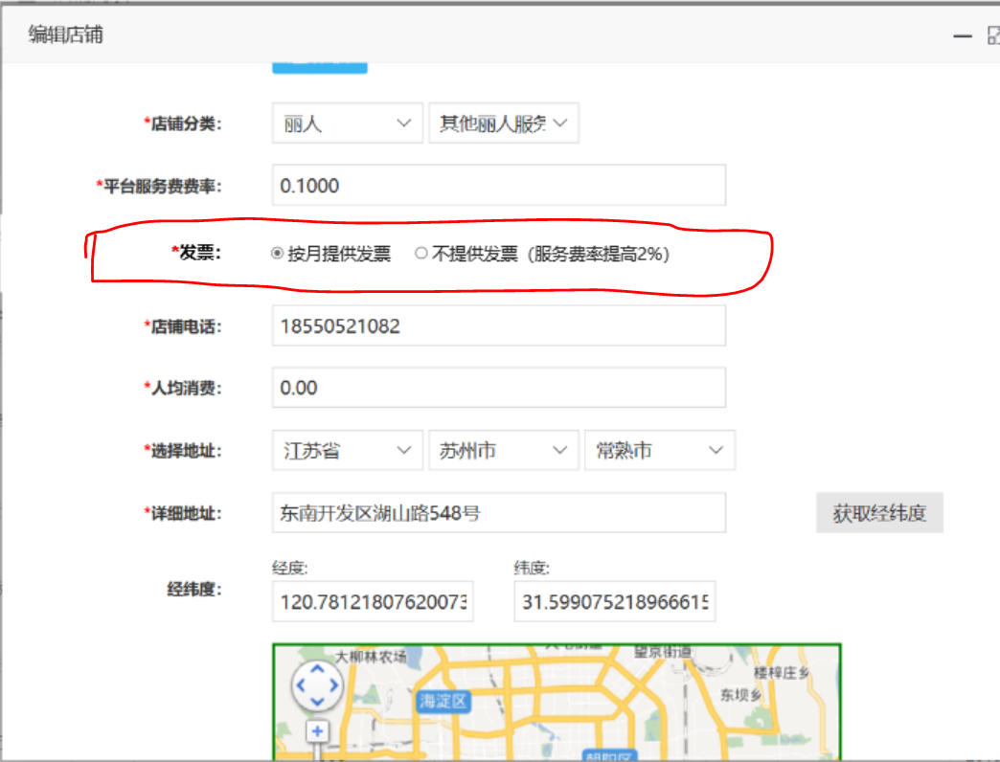 编辑店铺
*店铺分类: 丽人 其他丽人服务
*平台服务费费率: 0.1000
*发票: 按月提供发票 不提供发票 (服务费率提高2%)
*店铺电话: 18550521082
*人均消费: 0.00
*选择地址: 江苏省 苏州市 常熟市
*详细地址: 东南开发区湖山路548号 获取经纬度
经度: 纬度:
经纬度: 120.78121807620073 31.599075218966615
大柳林农场 望京街道
楼梓庄乡
东坝乡
海淀区
朝阳区